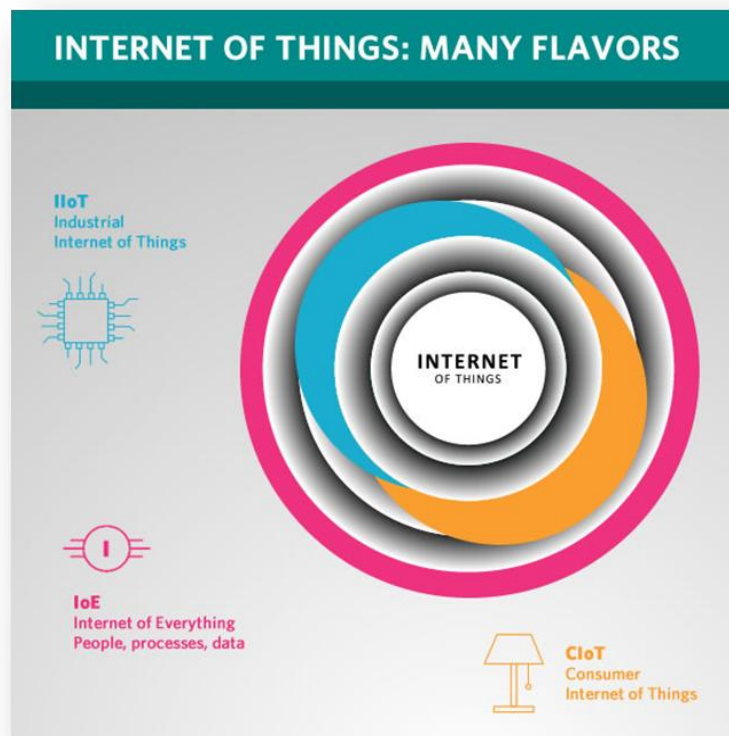 INTERNET OF THINGS: MANY FLAVORS
IIoT
Industrial
Internet of Things
INTERNET
OF THINGS
I
IoE
Internet of Everything
People, processes, data
CIoT
Consumer
Internet of Things